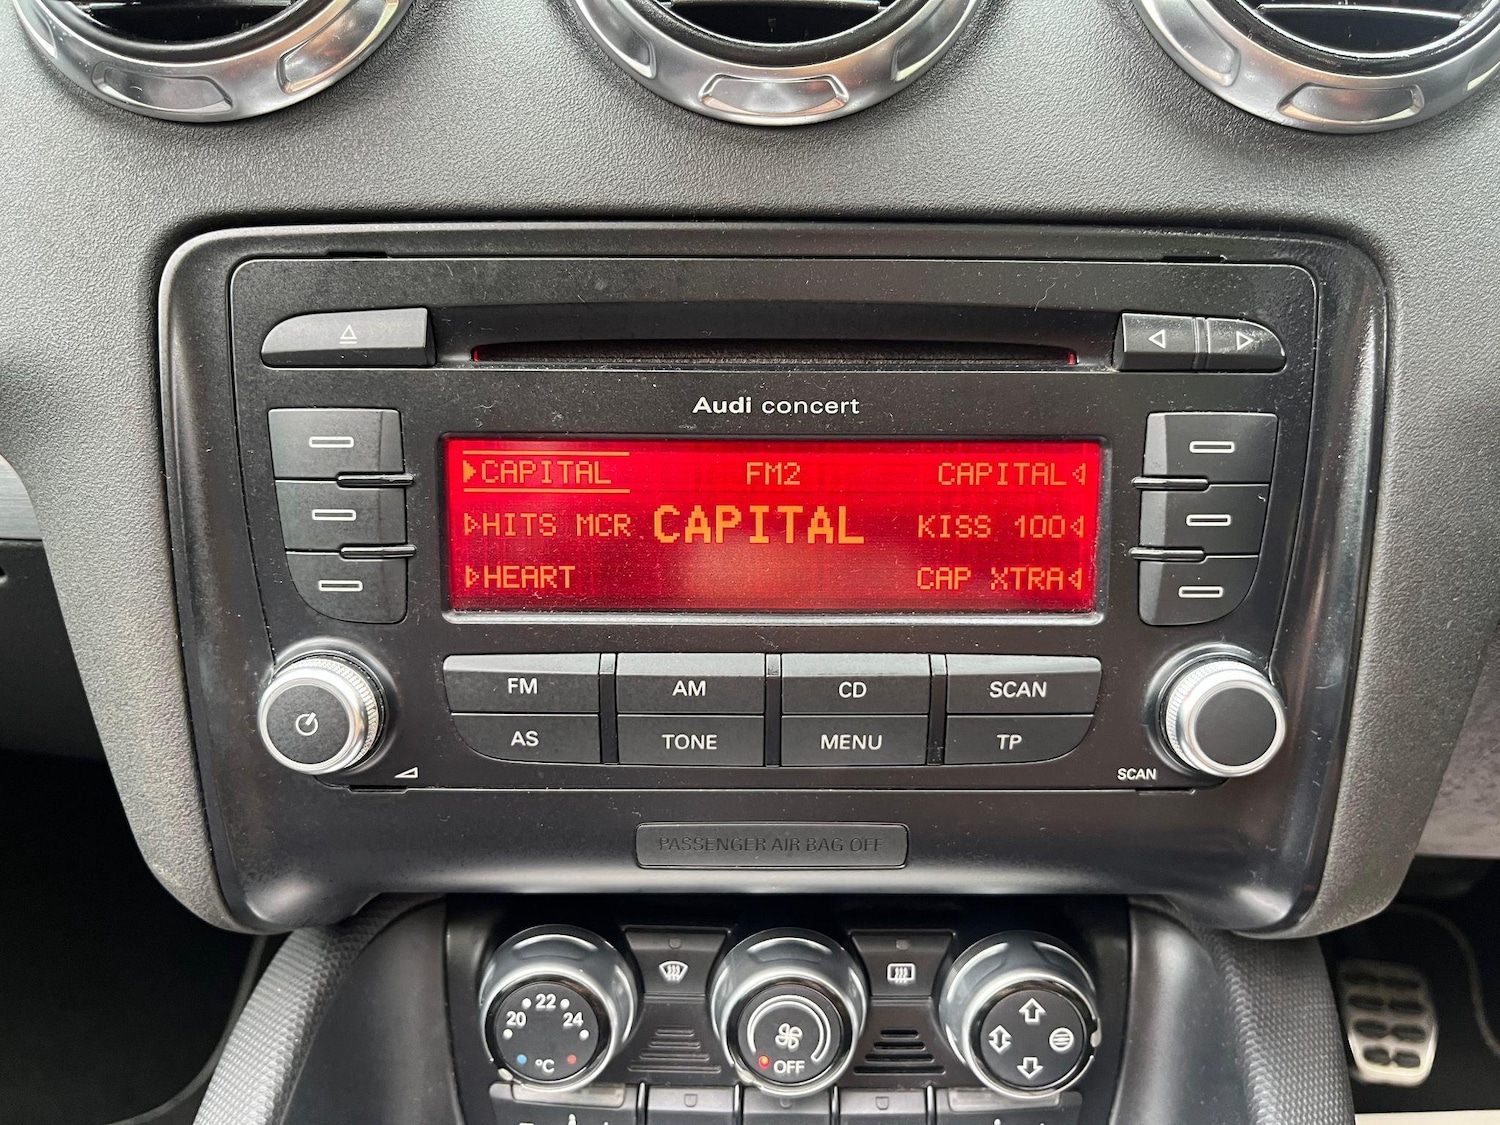 Audi concert
CAPITAL FM2 CAPITAL
HITS MCR CAPITAL KISS 100
HEART CAP XTRA
FM AM CD SCAN
AS TONE MENU TP
SCAN
PASSENGER AIR BAG OFF
20 22 24
°C
OFF